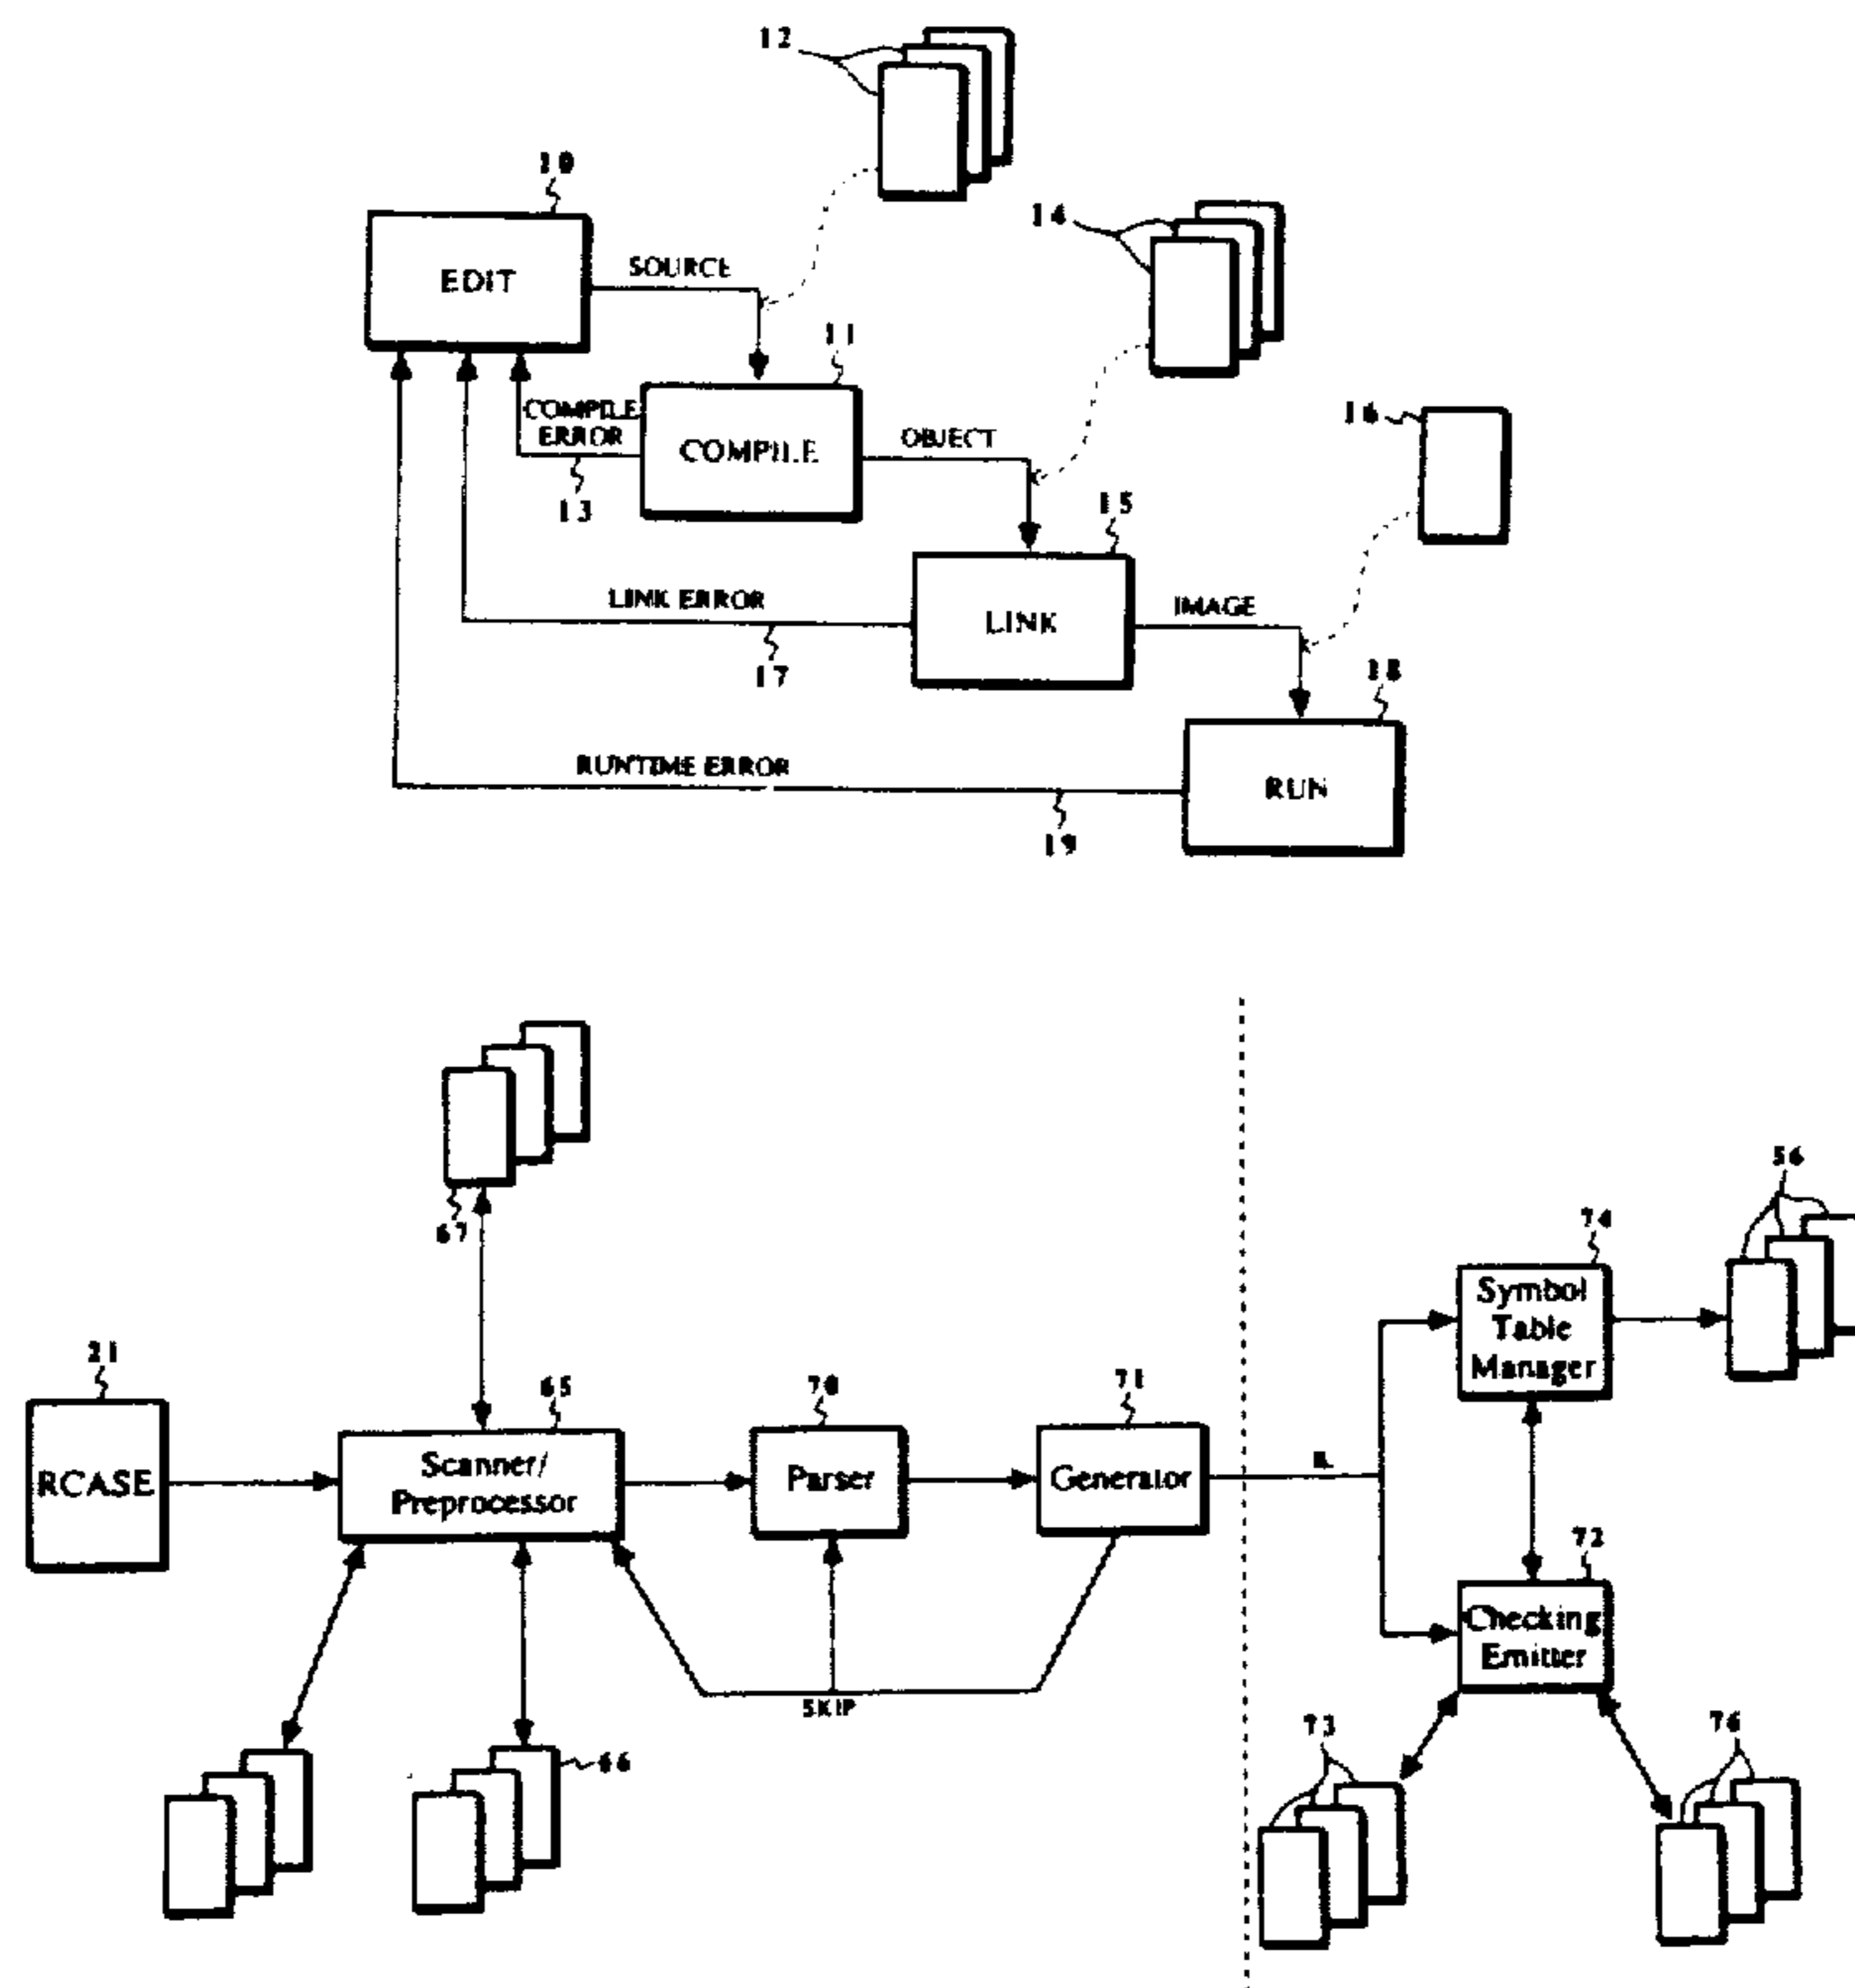 12
10
14
EDIT
SOURCE
11
16
COMPILE
ERROR
COMPILE
OBJECT
13
15
LINK ERROR
LINK
IMAGE
17
18
RUNTIME ERROR
RUN
19
67
56
74
Symbol
Table
Manager
21
65
70
71
RCASE
Scanner/
Preprocessor
Parser
Generator
72
Checking
Emitter
SKIP
66
73
76